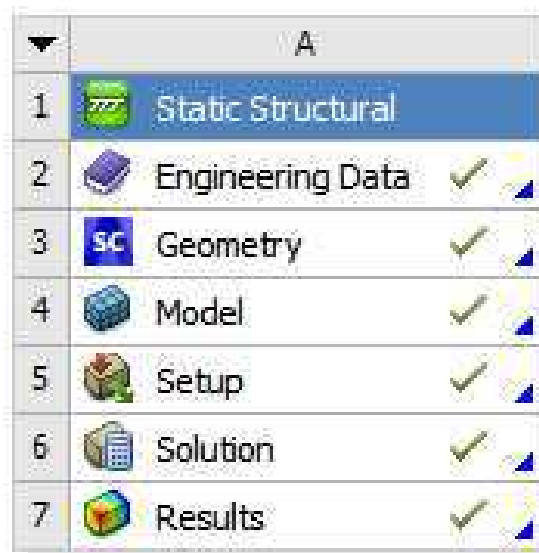 A
1 Static Structural
2 Engineering Data
3 SC Geometry
4 Model
5 Setup
6 Solution
7 Results